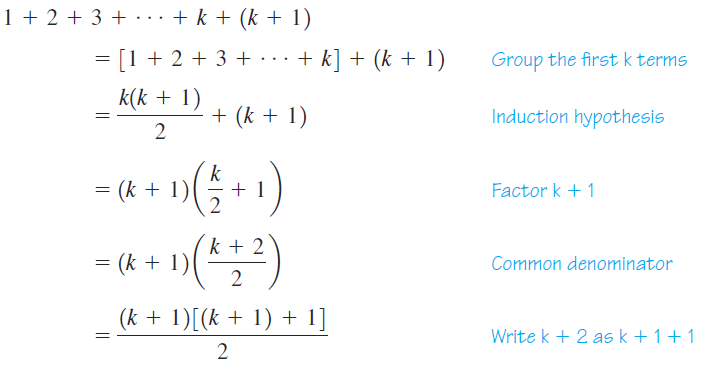 1 + 2 + 3 + ··· + k + (k + 1)
= [1 + 2 + 3 + ··· + k] + (k + 1) Group the first k terms
= k(k + 1)/2 + (k + 1) Induction hypothesis
= (k + 1)(k/2 + 1) Factor k + 1
= (k + 1)((k + 2)/2) Common denominator
= (k + 1)[(k + 1) + 1]/2 Write k + 2 as k + 1 + 1